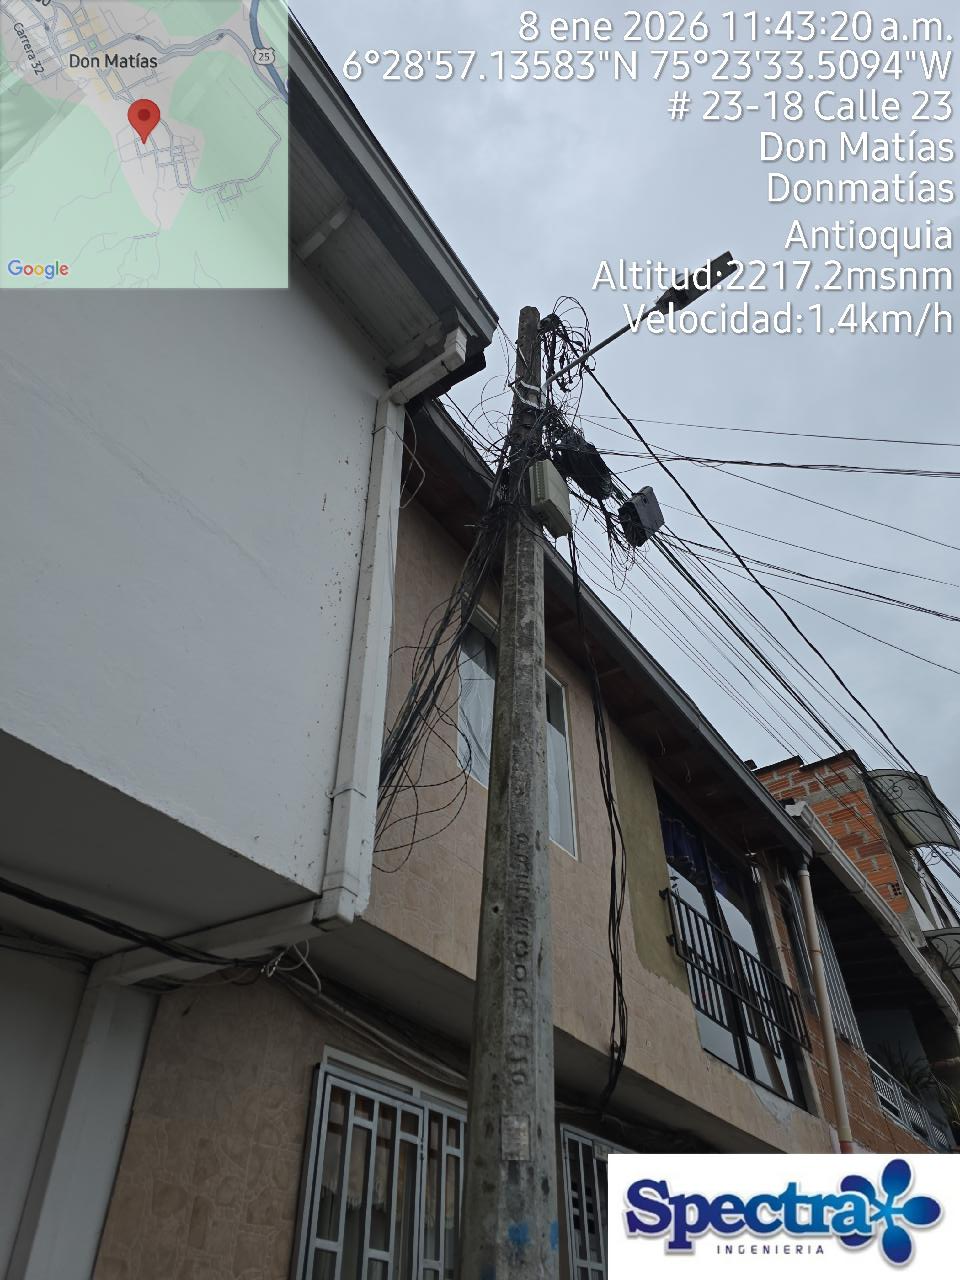 Carrera 32
Don Matías
25
Google
8 ene 2026 11:43:20 a.m.
6°28'57.13583"N 75°23'33.5094"W
# 23-18 Calle 23
Don Matías
Donmatías
Antioquia
Altitud:2217.2msnm
Velocidad:1.4km/h
Spectra
INGENIERIA